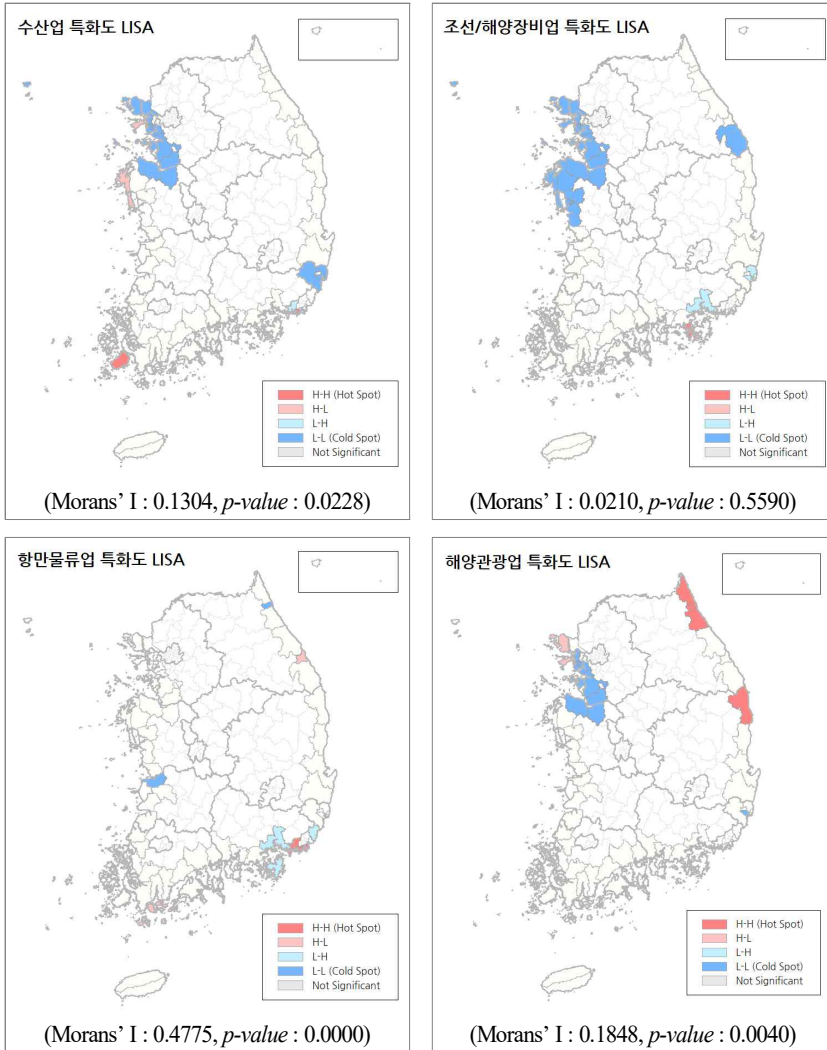 수산업 특화도 LISA
H-H (Hot Spot)
H-L
L-H
L-L (Cold Spot)
Not Significant
(Morans’ I : 0.1304, p-value : 0.0228)
조선/해양장비업 특화도 LISA
H-H (Hot Spot)
H-L
L-H
L-L (Cold Spot)
Not Significant
(Morans’ I : 0.0210, p-value : 0.5590)
항만물류업 특화도 LISA
H-H (Hot Spot)
H-L
L-H
L-L (Cold Spot)
Not Significant
(Morans’ I : 0.4775, p-value : 0.0000)
해양관광업 특화도 LISA
H-H (Hot Spot)
H-L
L-H
L-L (Cold Spot)
Not Significant
(Morans’ I : 0.1848, p-value : 0.0040)